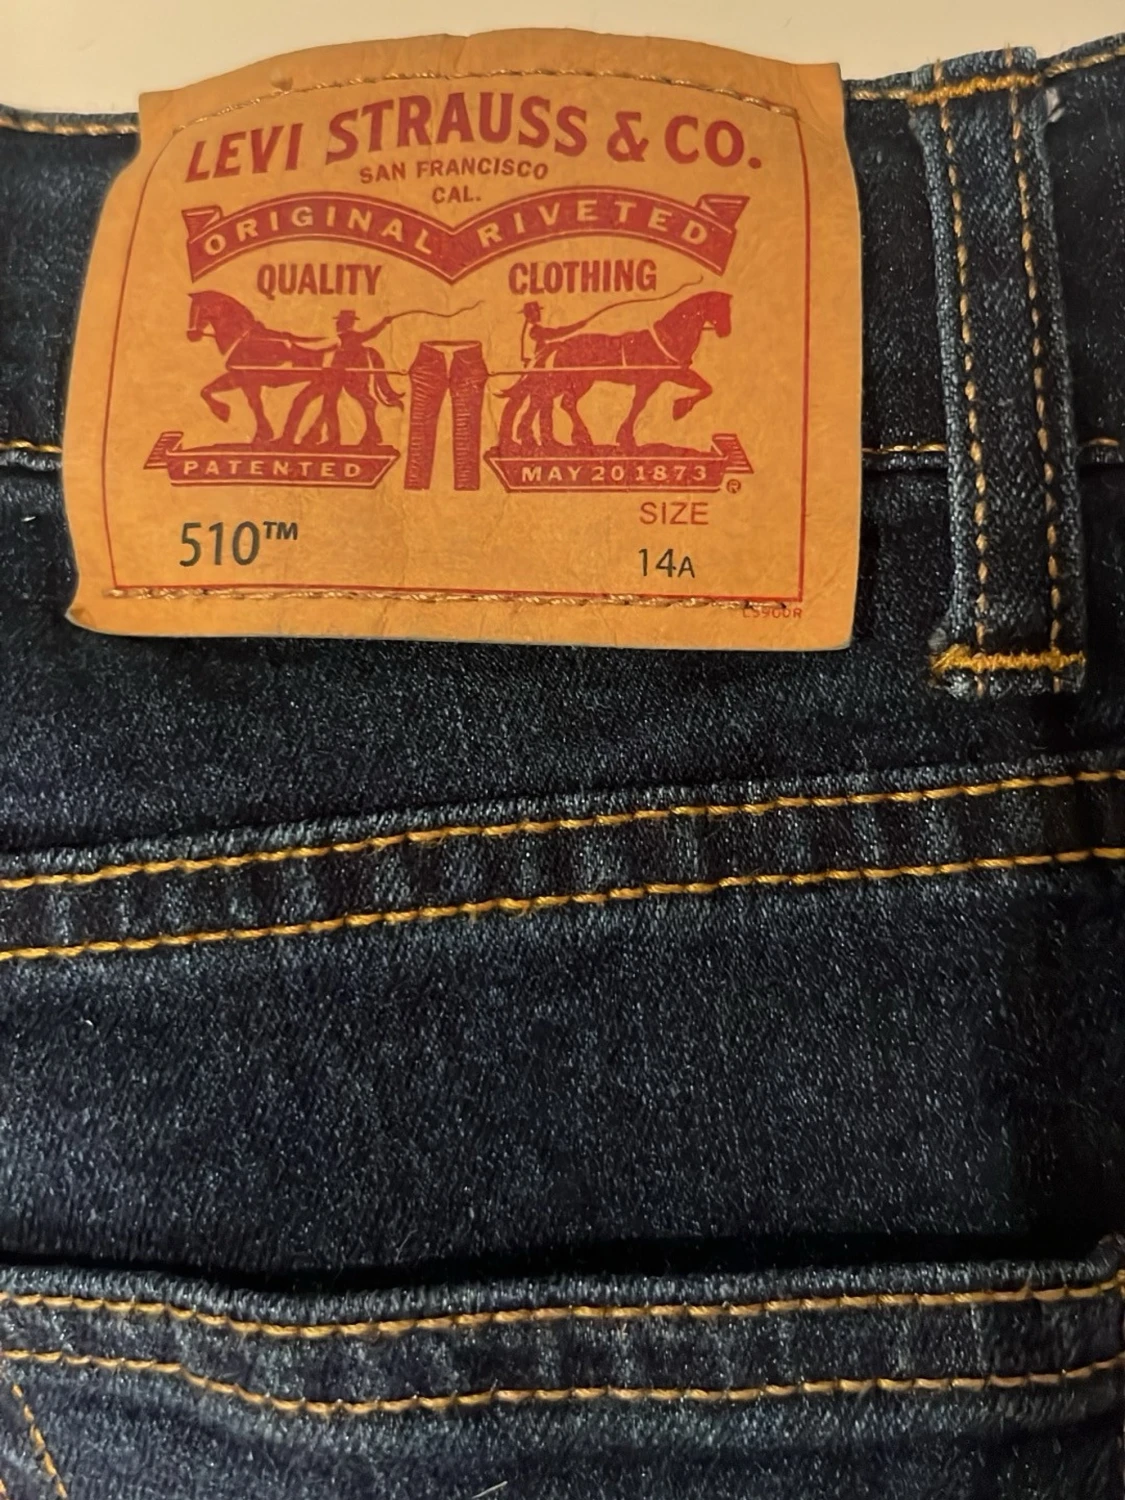 LEVI STRAUSS & CO.
SAN FRANCISCO
CAL.
ORIGINAL RIVETED
QUALITY CLOTHING
PATENTED MAY 20 1873 ®
SIZE
510™ 14A